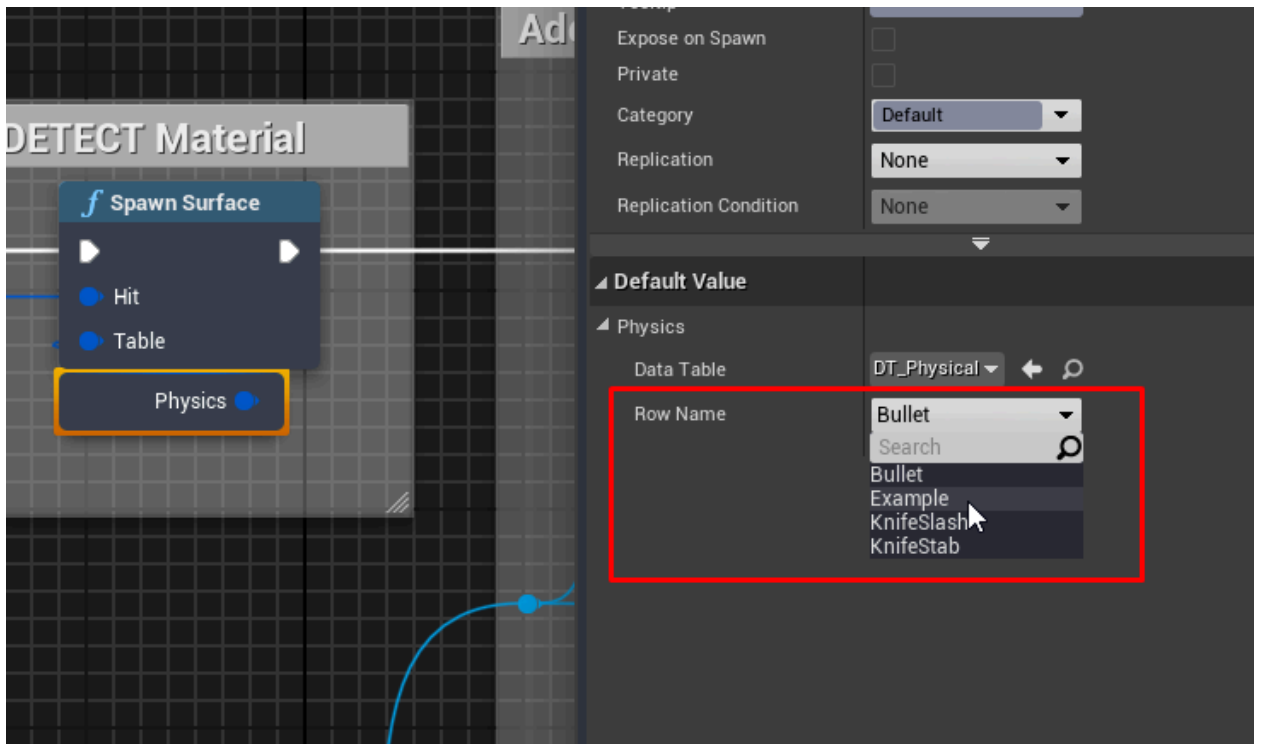 DETECT Material
f Spawn Surface
Hit
Table
Physics
Expose on Spawn
Private
Category Default
Replication None
Replication Condition None
Default Value
Physics
Data Table DT_Physical
Row Name Bullet
Search
Bullet
Example
KnifeSlash
KnifeStab